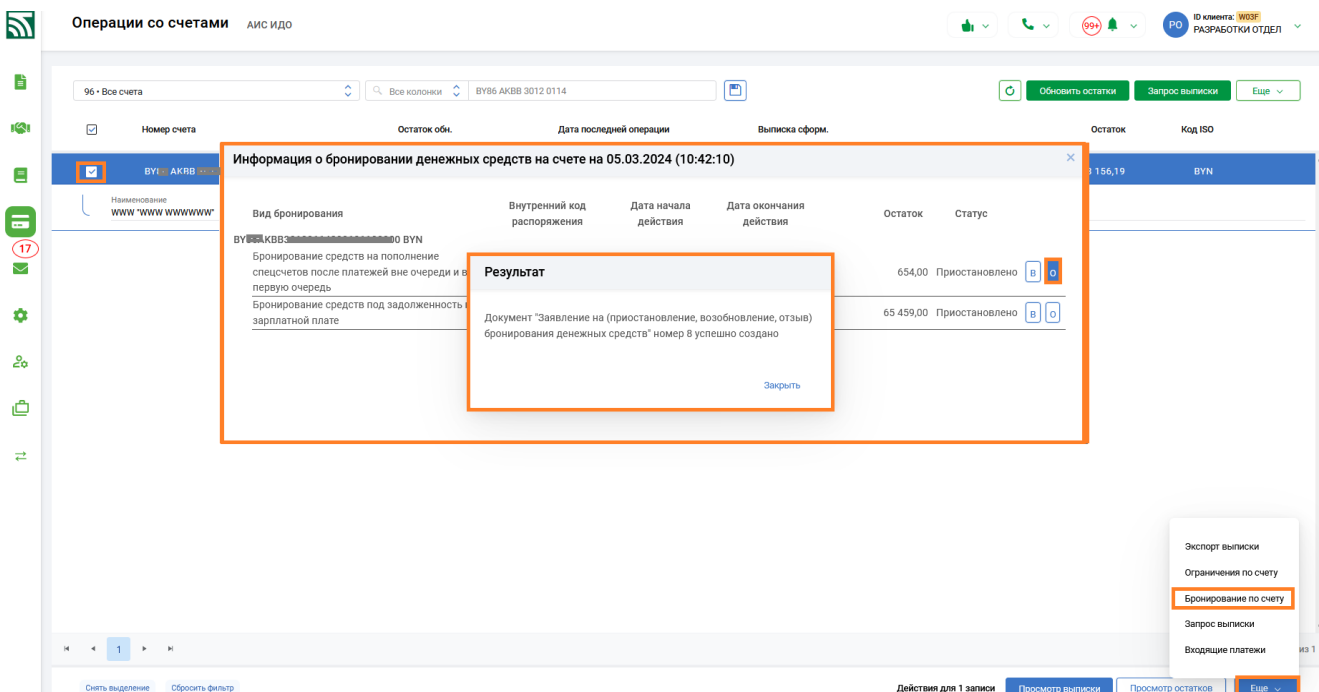 Операции со счетами АИС ИДО
99+
PO
ID клиента: W03F
РАЗРАБОТКИ ОТДЕЛ
96 • Все счета
Все колонки
BY86 AKBB 3012 0114
Обновить остатки
Запрос выписки
Еще
Номер счета
Остаток обн.
Дата последней операции
Выписка сформ.
Остаток
Код ISO
AKBB
156,19
BYN
Наименование
WWW "WWW WWWWWW"
17
Информация о бронировании денежных средств на счете на 05.03.2024 (10:42:10)
Вид бронирования
Внутренний код
распоряжения
Дата начала
действия
Дата окончания
действия
Остаток
Статус
BYN
Бронирование средств на пополнение
спецсчетов после платежей вне очереди и в
первую очередь
654,00 Приостановлено В О
Бронирование средств под задолженность
зарплатной плате
65 459,00 Приостановлено В О
Результат
Документ "Заявление на (приостановление, возобновление, отзыв)
бронирования денежных средств" номер 8 успешно создано
Закрыть
Экспорт выписки
Ограничения по счету
Бронирование по счету
Запрос выписки
Входящие платежи
1
из 1
Снять выделение
Сбросить фильтр
Действия для 1 записи
Просмотр выписки
Просмотр остатков
Еще